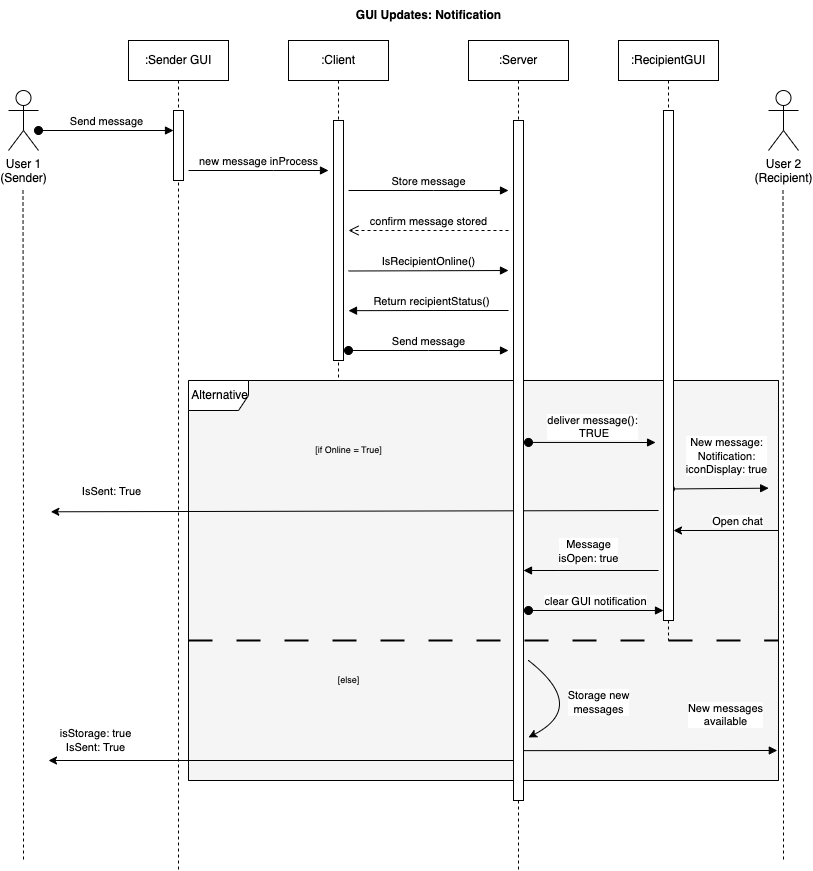 GUI Updates: Notification
:Sender GUI
:Client
:Server
:RecipientGUI
User 1
(Sender)
User 2
(Recipient)
Send message
new message inProcess
Store message
confirm message stored
IsRecipientOnline()
Return recipientStatus()
Send message
Alternative
deliver message():
TRUE
[if Online = True]
New message:
Notification:
iconDisplay: true
IsSent: True
Open chat
Message
isOpen: true
clear GUI notification
[else]
Storage new
messages
New messages
available
isStorage: true
IsSent: True